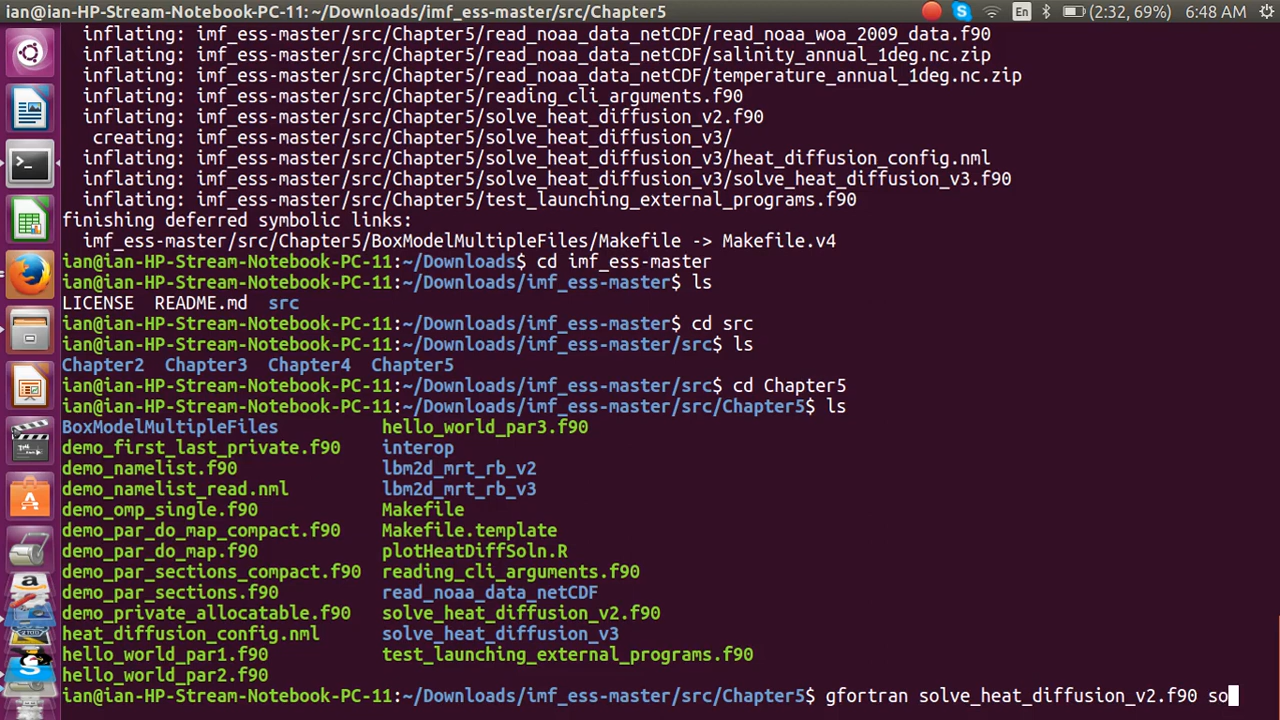 ian@ian-HP-Stream-Notebook-PC-11: ~/Downloads/imf_ess-master/src/Chapter5
En
(2:32, 69%)
6:48 AM
inflating: imf_ess-master/src/Chapter5/read_noaa_data_netCDF/read_noaa_woa_2009_data.f90
inflating: imf_ess-master/src/Chapter5/read_noaa_data_netCDF/salinity_annual_1deg.nc.zip
inflating: imf_ess-master/src/Chapter5/read_noaa_data_netCDF/temperature_annual_1deg.nc.zip
inflating: imf_ess-master/src/Chapter5/reading_cli_arguments.f90
inflating: imf_ess-master/src/Chapter5/solve_heat_diffusion_v2.f90
creating: imf_ess-master/src/Chapter5/solve_heat_diffusion_v3/
inflating: imf_ess-master/src/Chapter5/solve_heat_diffusion_v3/heat_diffusion_config.nml
inflating: imf_ess-master/src/Chapter5/solve_heat_diffusion_v3/solve_heat_diffusion_v3.f90
inflating: imf_ess-master/src/Chapter5/test_launching_external_programs.f90
finishing deferred symbolic links:
imf_ess-master/src/Chapter5/BoxModelMultipleFiles/Makefile -> Makefile.v4
ian@ian-HP-Stream-Notebook-PC-11:~/Downloads$ cd imf_ess-master
ian@ian-HP-Stream-Notebook-PC-11:~/Downloads/imf_ess-master$ ls
LICENSE README.md src
ian@ian-HP-Stream-Notebook-PC-11:~/Downloads/imf_ess-master$ cd src
ian@ian-HP-Stream-Notebook-PC-11:~/Downloads/imf_ess-master/src$ ls
Chapter2 Chapter3 Chapter4 Chapter5
ian@ian-HP-Stream-Notebook-PC-11:~/Downloads/imf_ess-master/src$ cd Chapter5
ian@ian-HP-Stream-Notebook-PC-11:~/Downloads/imf_ess-master/src/Chapter5$ ls
BoxModelMultipleFiles hello_world_par3.f90
demo_first_last_private.f90 interop
demo_namelist.f90 lbm2d_mrt_rb_v2
demo_namelist_read.nml lbm2d_mrt_rb_v3
demo_omp_single.f90 Makefile
demo_par_do_map_compact.f90 Makefile.template
demo_par_do_map.f90 plotHeatDiffSoln.R
demo_par_sections_compact.f90 reading_cli_arguments.f90
demo_par_sections.f90 read_noaa_data_netCDF
demo_private_allocatable.f90 solve_heat_diffusion_v2.f90
heat_diffusion_config.nml solve_heat_diffusion_v3
hello_world_par1.f90 test_launching_external_programs.f90
hello_world_par2.f90
ian@ian-HP-Stream-Notebook-PC-11:~/Downloads/imf_ess-master/src/Chapter5$ gfortran solve_heat_diffusion_v2.f90 so